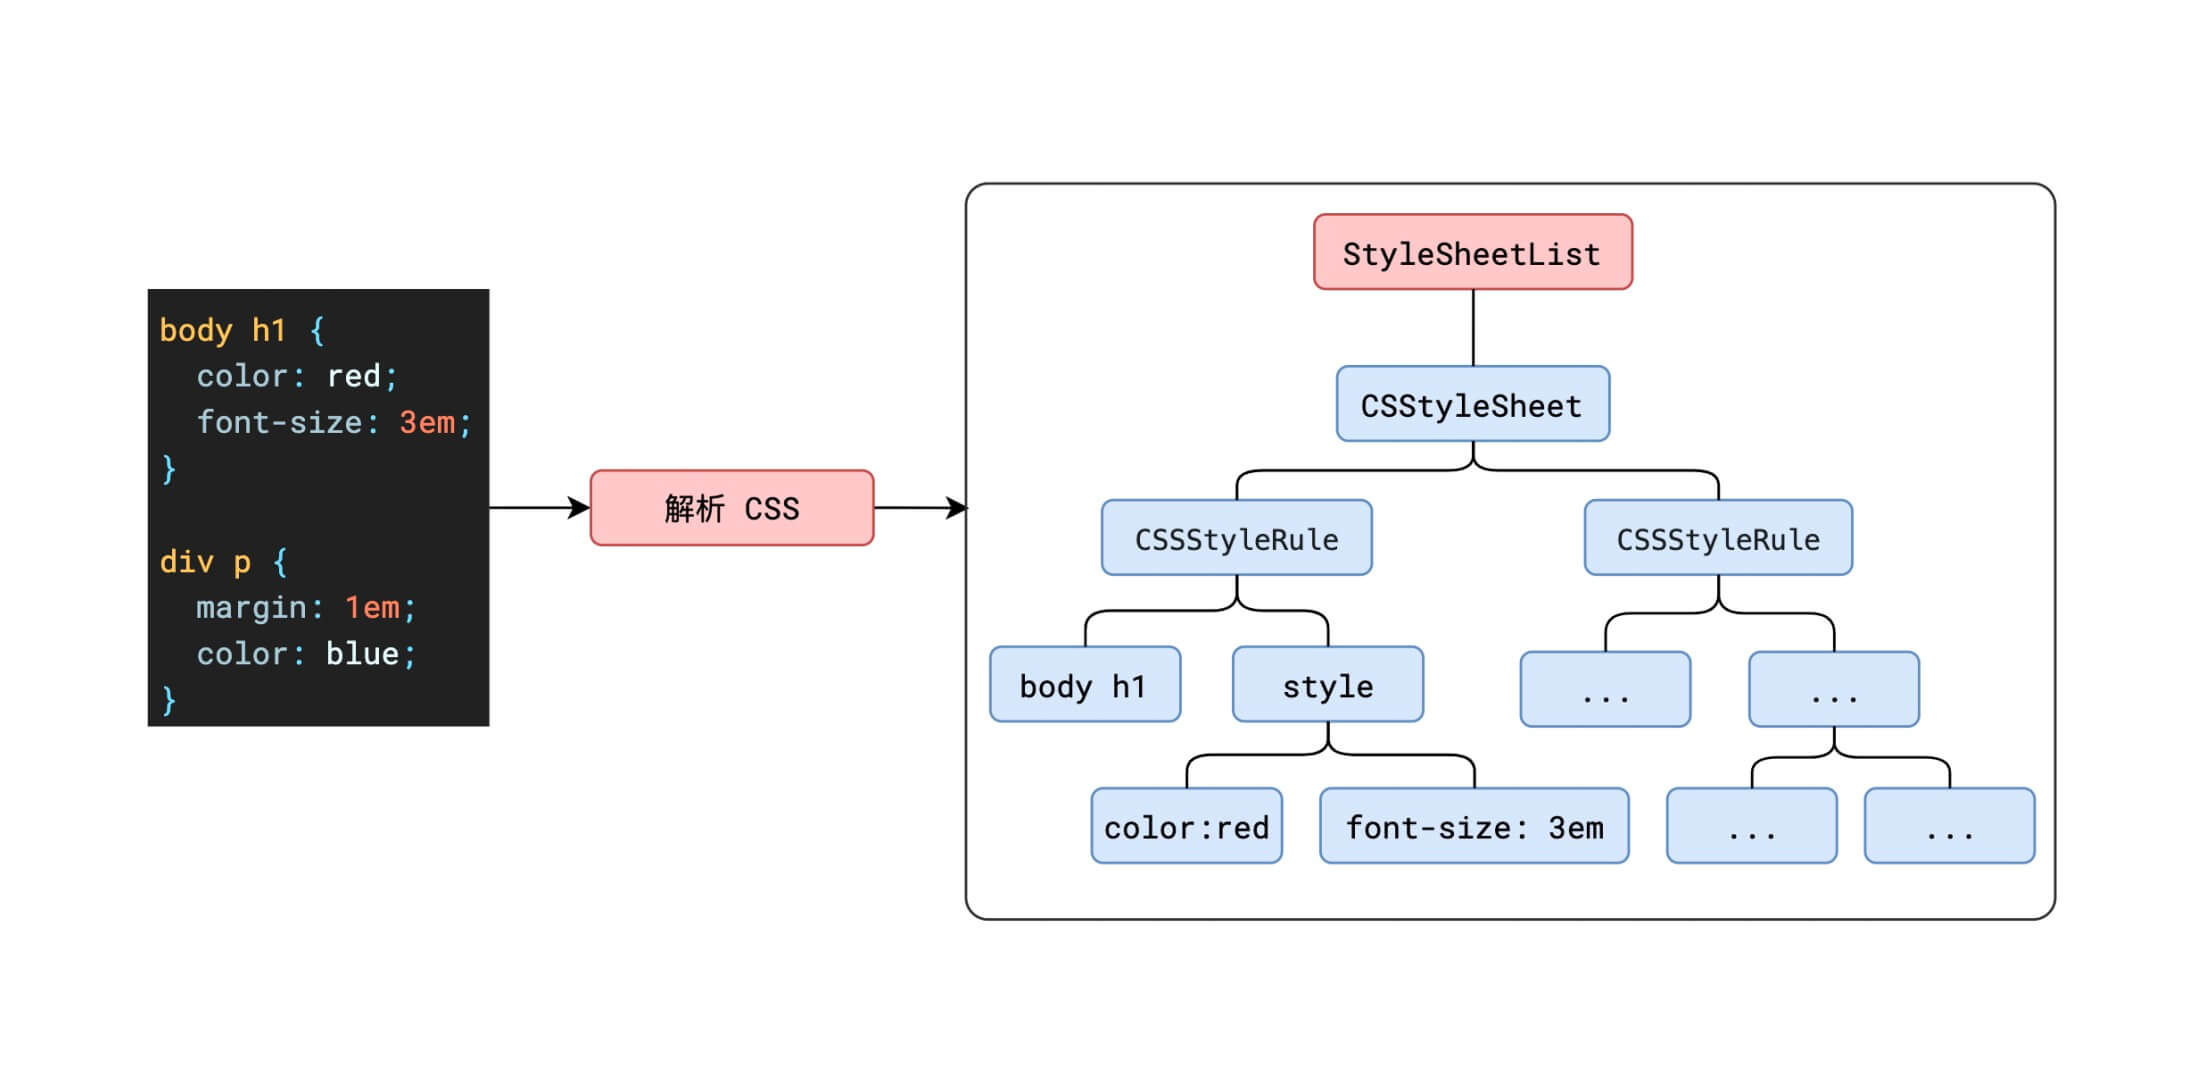 body h1 {
  color: red;
  font-size: 3em;
}
div p {
  margin: 1em;
  color: blue;
}
解析 CSS
StyleSheetList
CSStyleSheet
CSSStyleRule
CSSStyleRule
body h1
style
...
...
color:red
font-size: 3em
...
...